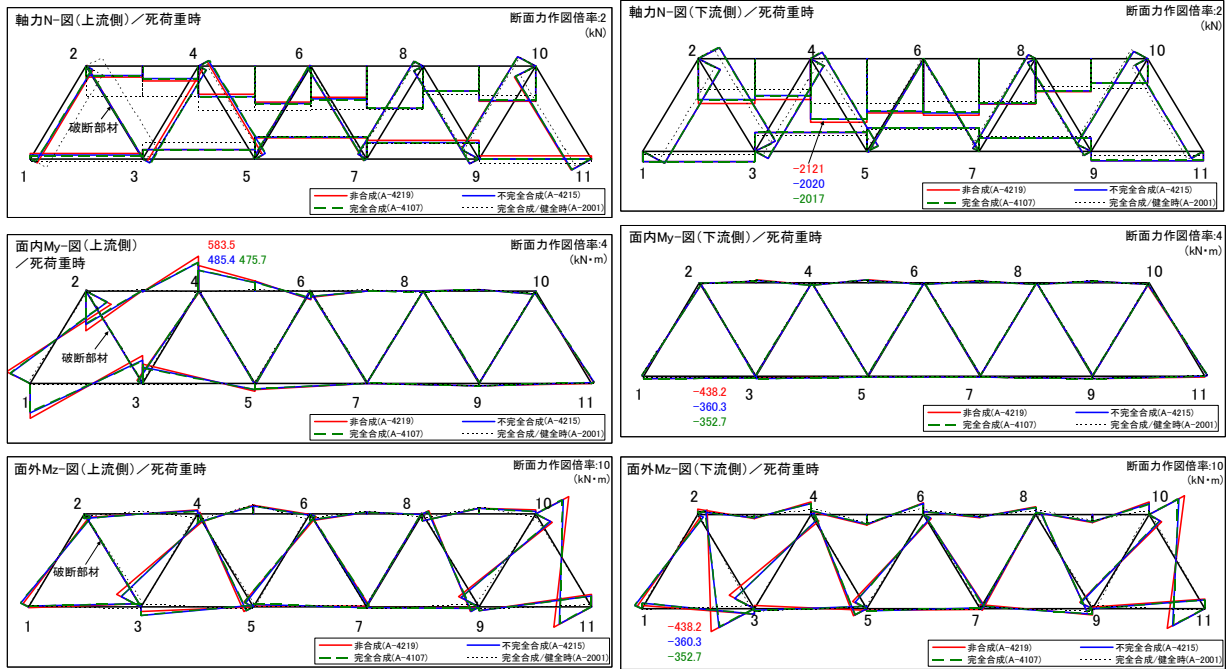 軸力N-図(上流側)/死荷重時
断面力作図倍率:2
(kN)
2
4
6
8
10
破断部材
1
3
5
7
9
11
非合成(A-4219)
不完全合成(A-4215)
完全合成(A-4107)
完全合成/健全時(A-2001)
軸力N-図(下流側)/死荷重時
断面力作図倍率:2
(kN)
2
4
6
8
10
-2121
-2020
-2017
1
3
5
7
9
11
非合成(A-4219)
不完全合成(A-4215)
完全合成(A-4107)
完全合成/健全時(A-2001)
面内My-図(上流側)
/死荷重時
583.5
485.4 475.7
断面力作図倍率:4
(kN・m)
2
4
6
8
10
破断部材
1
3
5
7
9
11
非合成(A-4219)
不完全合成(A-4215)
完全合成(A-4107)
完全合成/健全時(A-2001)
面内My-図(下流側)/死荷重時
断面力作図倍率:4
(kN・m)
2
4
6
8
10
1
3
5
7
9
11
-438.2
-360.3
-352.7
非合成(A-4219)
不完全合成(A-4215)
完全合成(A-4107)
完全合成/健全時(A-2001)
面外Mz-図(上流側)/死荷重時
断面力作図倍率:10
(kN・m)
2
4
6
8
10
破断部材
1
3
5
7
9
11
非合成(A-4219)
不完全合成(A-4215)
完全合成(A-4107)
完全合成/健全時(A-2001)
面外Mz-図(下流側)/死荷重時
断面力作図倍率:10
(kN・m)
2
4
6
8
10
1
3
5
7
9
11
-438.2
-360.3
-352.7
非合成(A-4219)
不完全合成(A-4215)
完全合成(A-4107)
完全合成/健全時(A-2001)